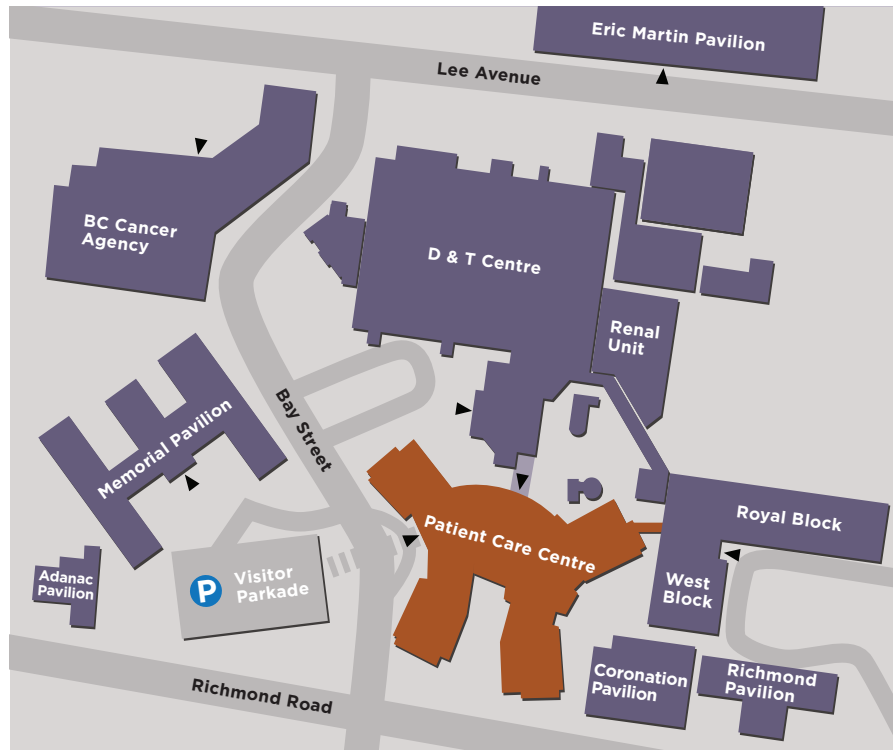 Eric Martin Pavilion
Lee Avenue
BC Cancer
Agency
D & T Centre
Renal
Unit
Memorial Pavilion
Bay Street
Patient Care Centre
Royal Block
West
Block
Adanac
Pavilion
P
Visitor
Parkade
Coronation
Pavilion
Richmond
Pavilion
Richmond Road